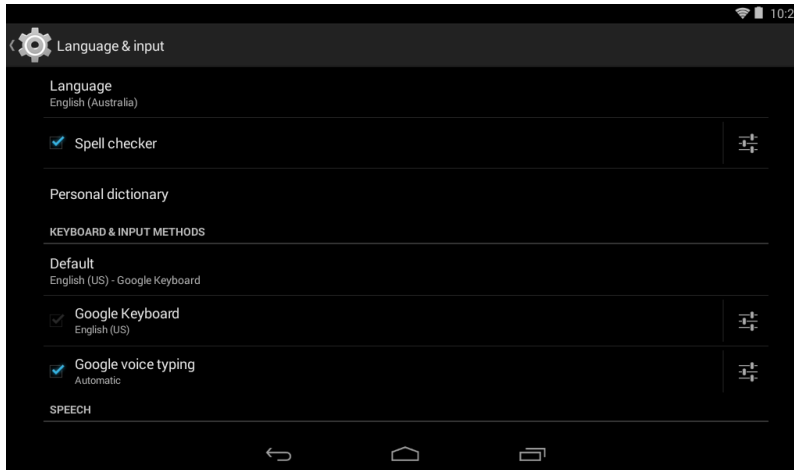 10:2
Language & input
Language
English (Australia)
Spell checker
Personal dictionary
KEYBOARD & INPUT METHODS
Default
English (US) - Google Keyboard
Google Keyboard
English (US)
Google voice typing
Automatic
SPEECH